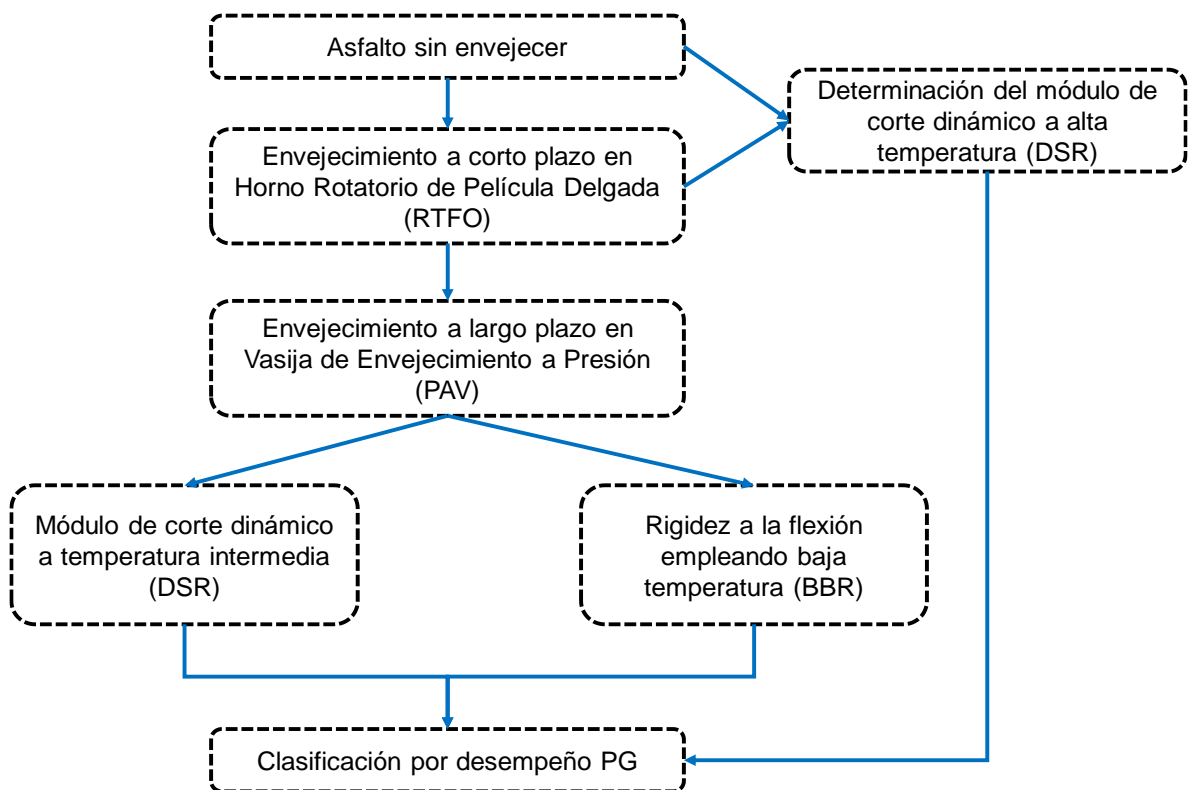 Asfalto sin envejecer
Determinación del módulo de
corte dinámico a alta
temperatura (DSR)
Envejecimiento a corto plazo en
Horno Rotatorio de Película Delgada
(RTFO)
Envejecimiento a largo plazo en
Vasija de Envejecimiento a Presión
(PAV)
Módulo de corte dinámico
a temperatura intermedia
(DSR)
Rigidez a la flexión
empleando baja
temperatura (BBR)
Clasificación por desempeño PG